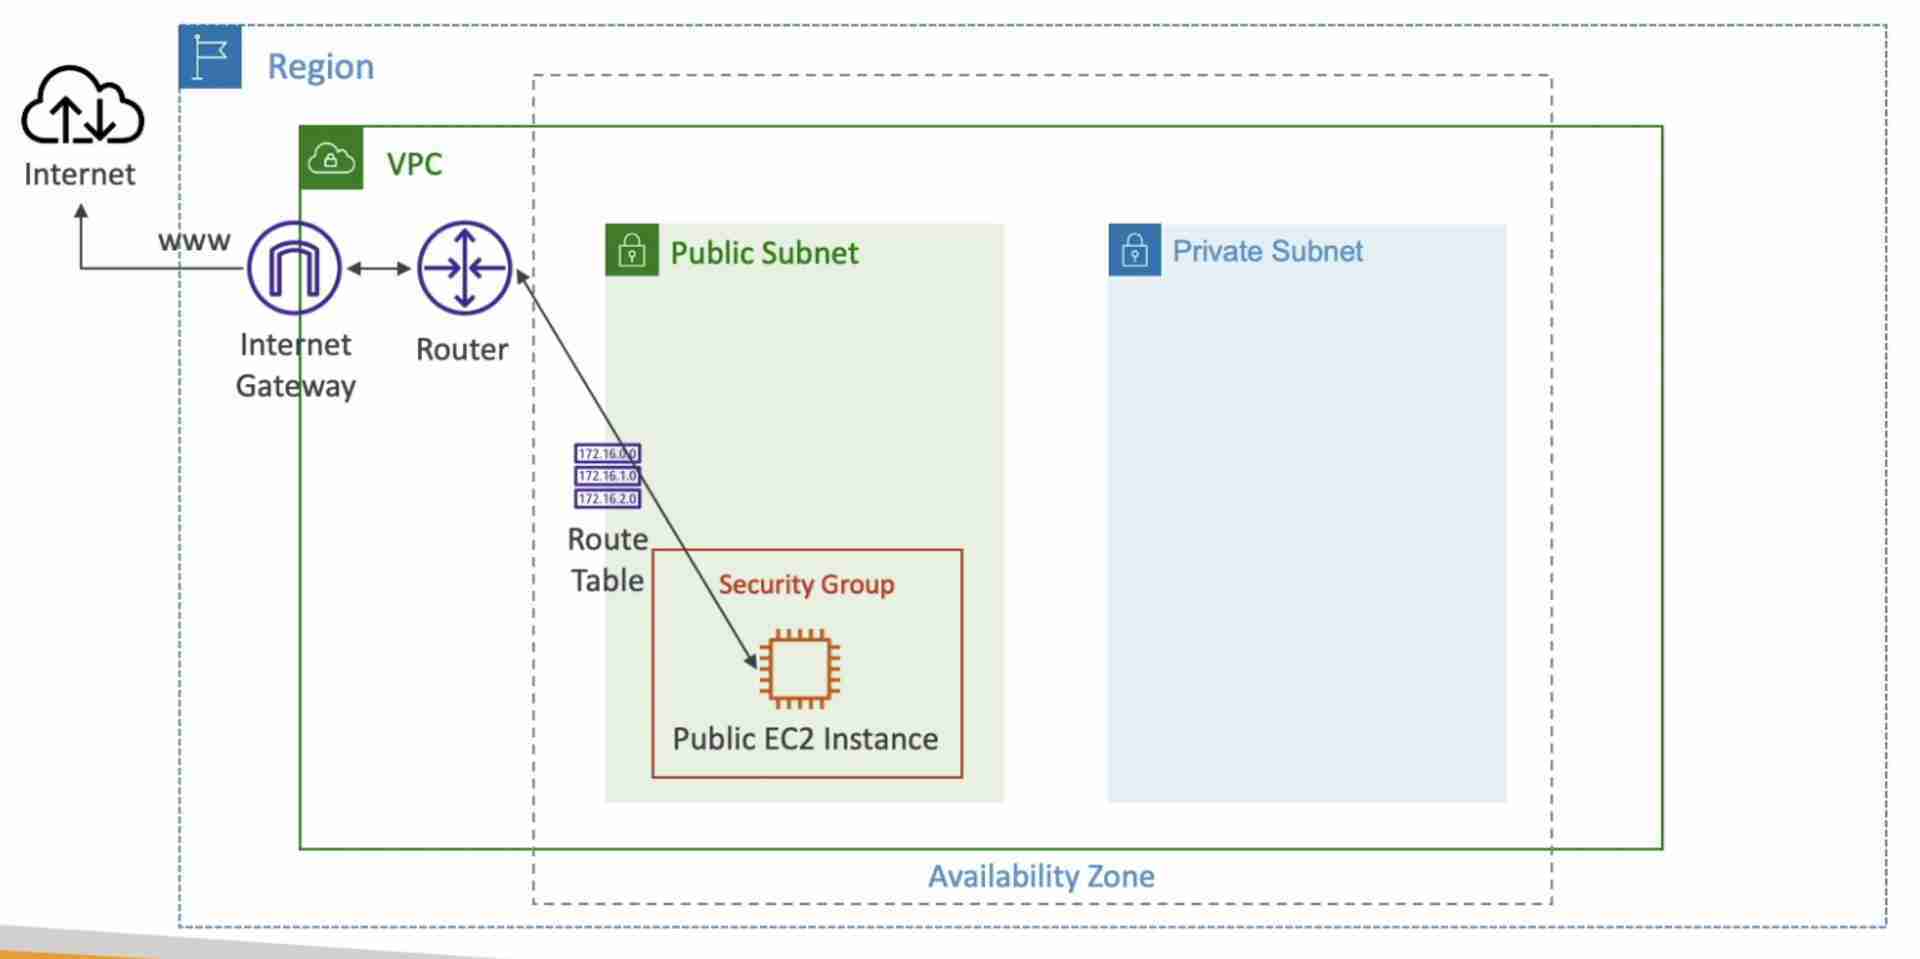 Region
Internet
VPC
www
Internet
Gateway
Router
Public Subnet
Private Subnet
172.16.0.0
172.16.1.0
172.16.2.0
Route
Table
Security Group
Public EC2 Instance
Availability Zone